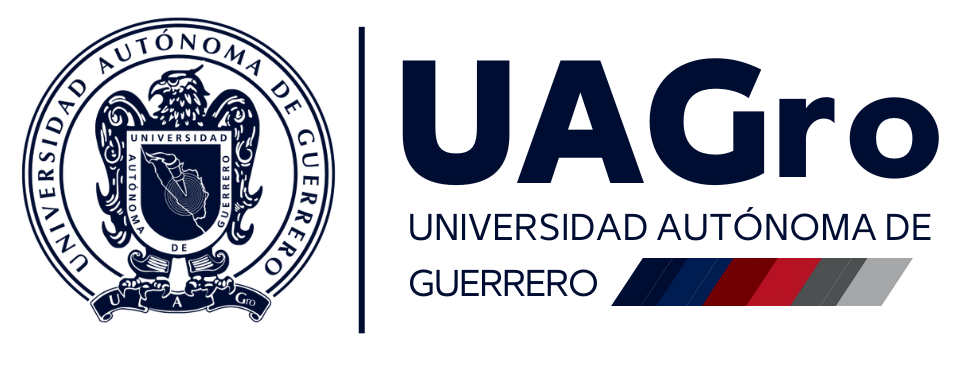 UNIVERSIDAD AUTÓNOMA DE GUERRERO
UNIVERSIDAD
AUTÓNOMA
DE
GUERRERO
U A Gro
UAGro
UNIVERSIDAD AUTÓNOMA DE
GUERRERO